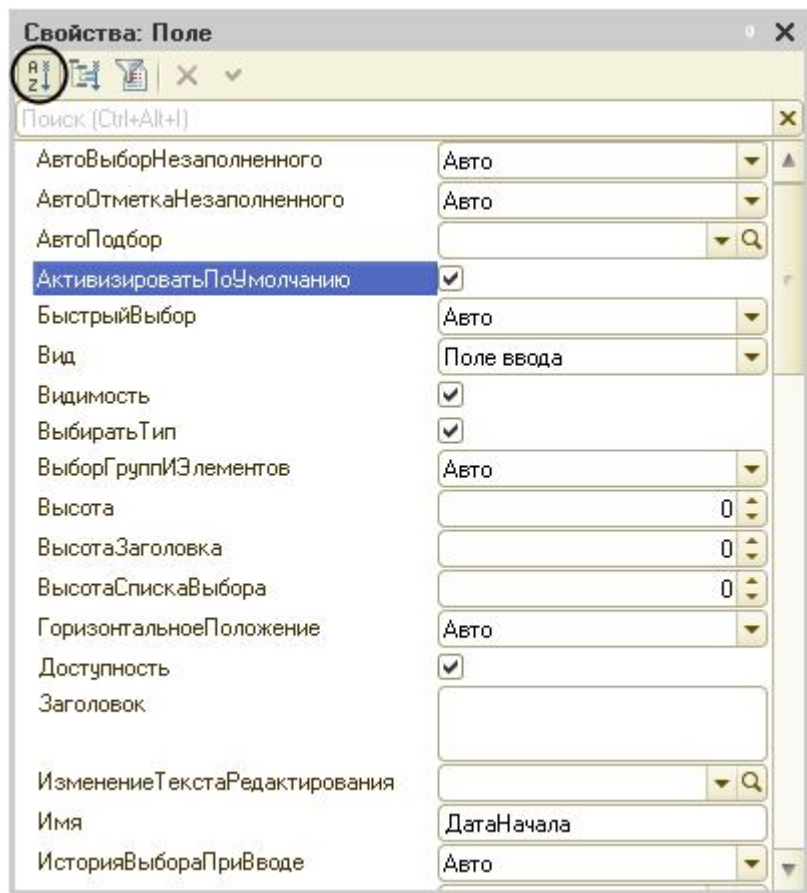 Свойства: Поле
Поиск (Ctrl+Alt+I)
АвтоВыборНезаполненного Авто
АвтоОтметкаНезаполненного Авто
АвтоПодбор
АктивизироватьПоУмолчанию
БыстрыйВыбор Авто
Вид Поле ввода
Видимость
ВыбиратьТип
ВыборГруппИЭлементов Авто
Высота 0
ВысотаЗаголовка 0
ВысотаСпискаВыбора 0
ГоризонтальноеПоложение Авто
Доступность
Заголовок
ИзменениеТекстаРедактирования
Имя ДатаНачала
ИсторияВыбораПриВводе Авто